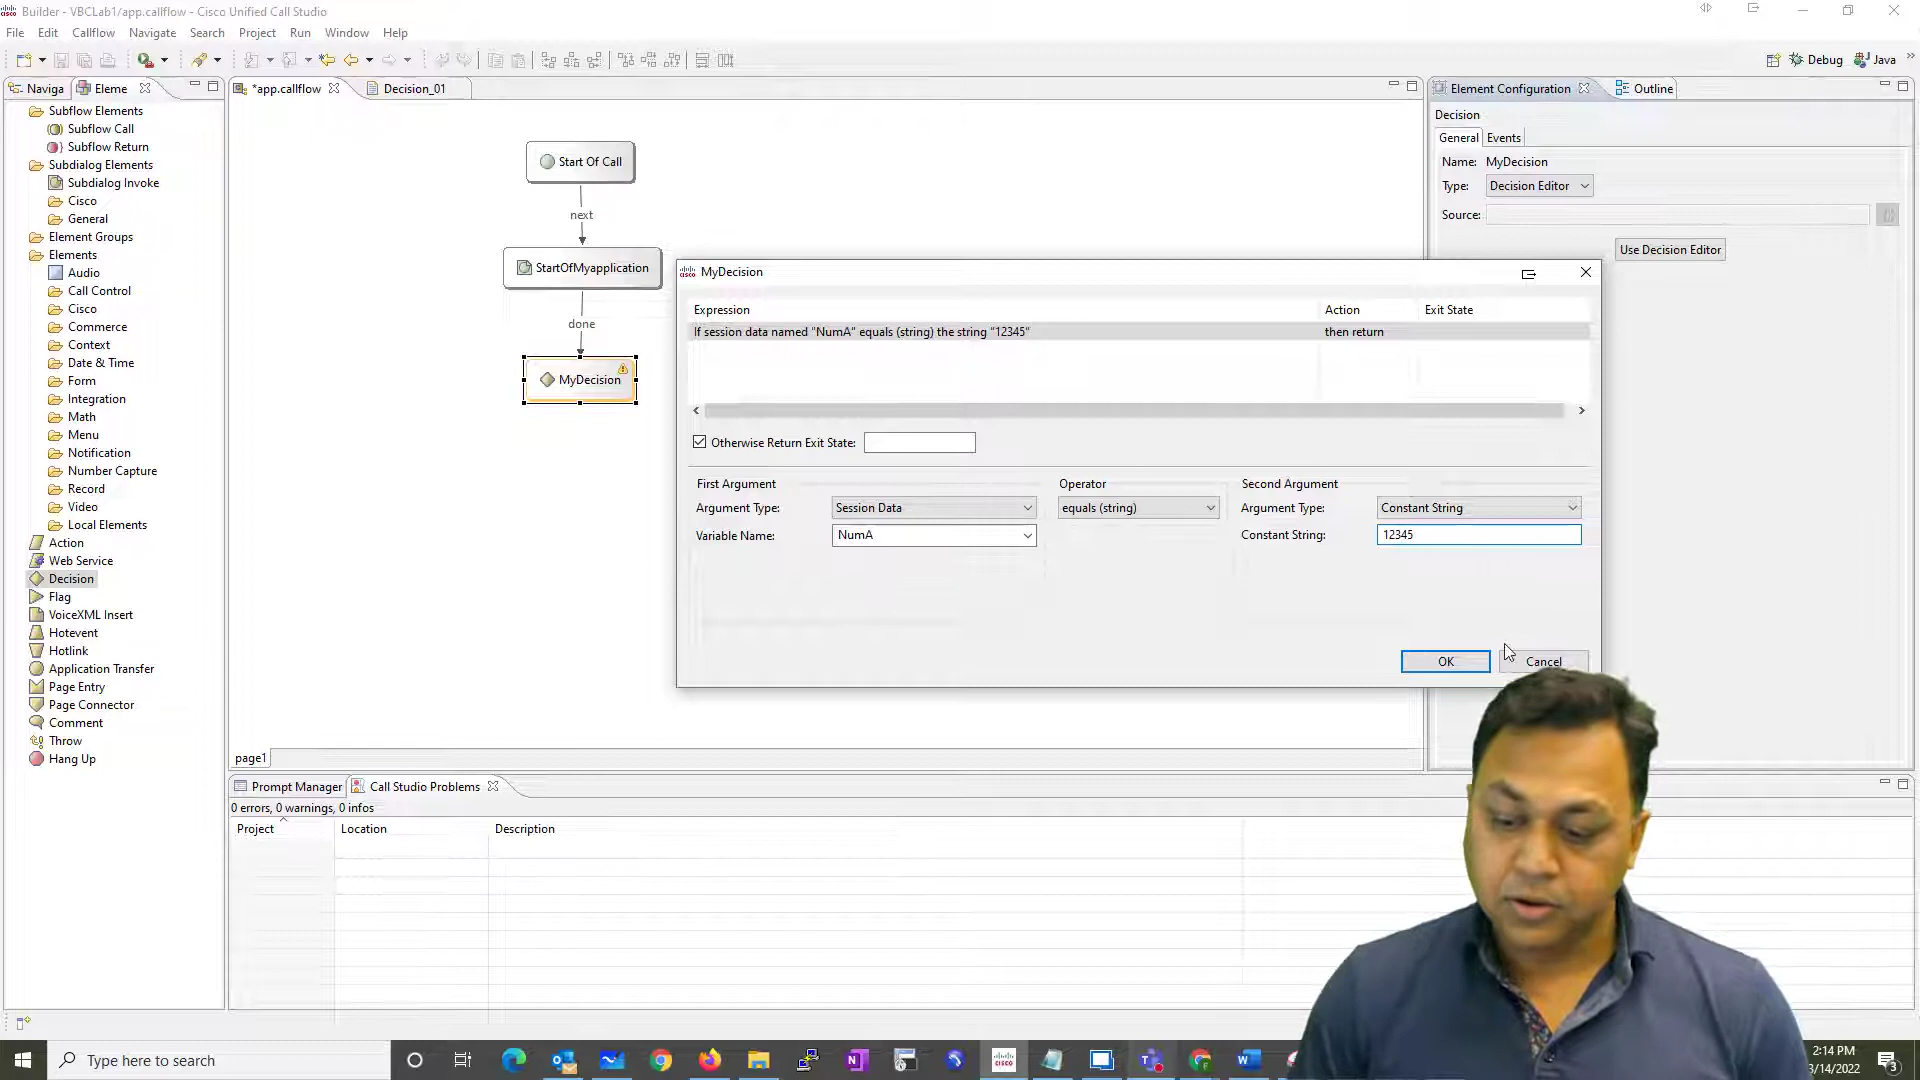 Builder - VBCLab1/app.callflow - Cisco Unified Call Studio
File Edit Callflow Navigate Search Project Run Window Help
Debug Java
Naviga Eleme
*app.callflow Decision_01
Element Configuration Outline
Subflow Elements
Subflow Call
Subflow Return
Subdialog Elements
Subdialog Invoke
Cisco
General
Element Groups
Elements
Audio
Call Control
Cisco
Commerce
Context
Date & Time
Form
Integration
Math
Menu
Notification
Number Capture
Record
Video
Local Elements
Action
Web Service
Decision
Flag
VoiceXML Insert
Hotevent
Hotlink
Application Transfer
Page Entry
Page Connector
Comment
Throw
Hang Up
Start Of Call
next
StartOfMyapplication
done
MyDecision
page1
Decision
General Events
Name: MyDecision
Type: Decision Editor
Source:
Use Decision Editor
cisco MyDecision
Expression Action Exit State
If session data named "NumA" equals (string) the string "12345" then return
Otherwise Return Exit State:
First Argument Operator Second Argument
Argument Type: Session Data equals (string) Argument Type: Constant String
Variable Name: NumA Constant String: 12345
OK Cancel
Prompt Manager Call Studio Problems
0 errors, 0 warnings, 0 infos
Project Location Description
Type here to search
2:14 PM
3/14/2022
3